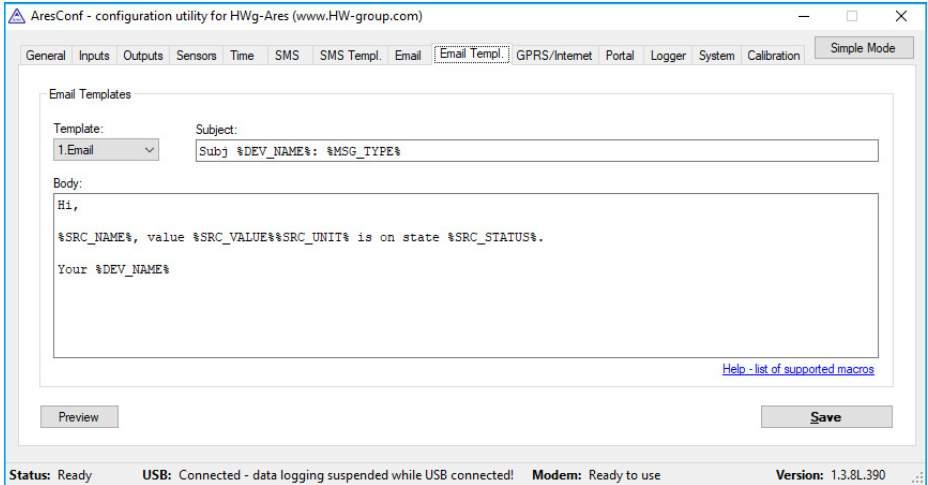 AresConf - configuration utility for HWg-Ares (www.HW-group.com)
General Inputs Outputs Sensors Time SMS SMS Templ. Email Email Templ. GPRS/Internet Portal Logger System Calibration Simple Mode
Email Templates
Template: Subject:
1.Email Subj %DEV_NAME%: %MSG_TYPE%
Body:
Hi,
%SRC_NAME%, value %SRC_VALUE%%SRC_UNIT% is on state %SRC_STATUS%.
Your %DEV_NAME%
Help - list of supported macros
Preview Save
Status: Ready USB: Connected - data logging suspended while USB connected! Modem: Ready to use Version: 1.3.8L.390